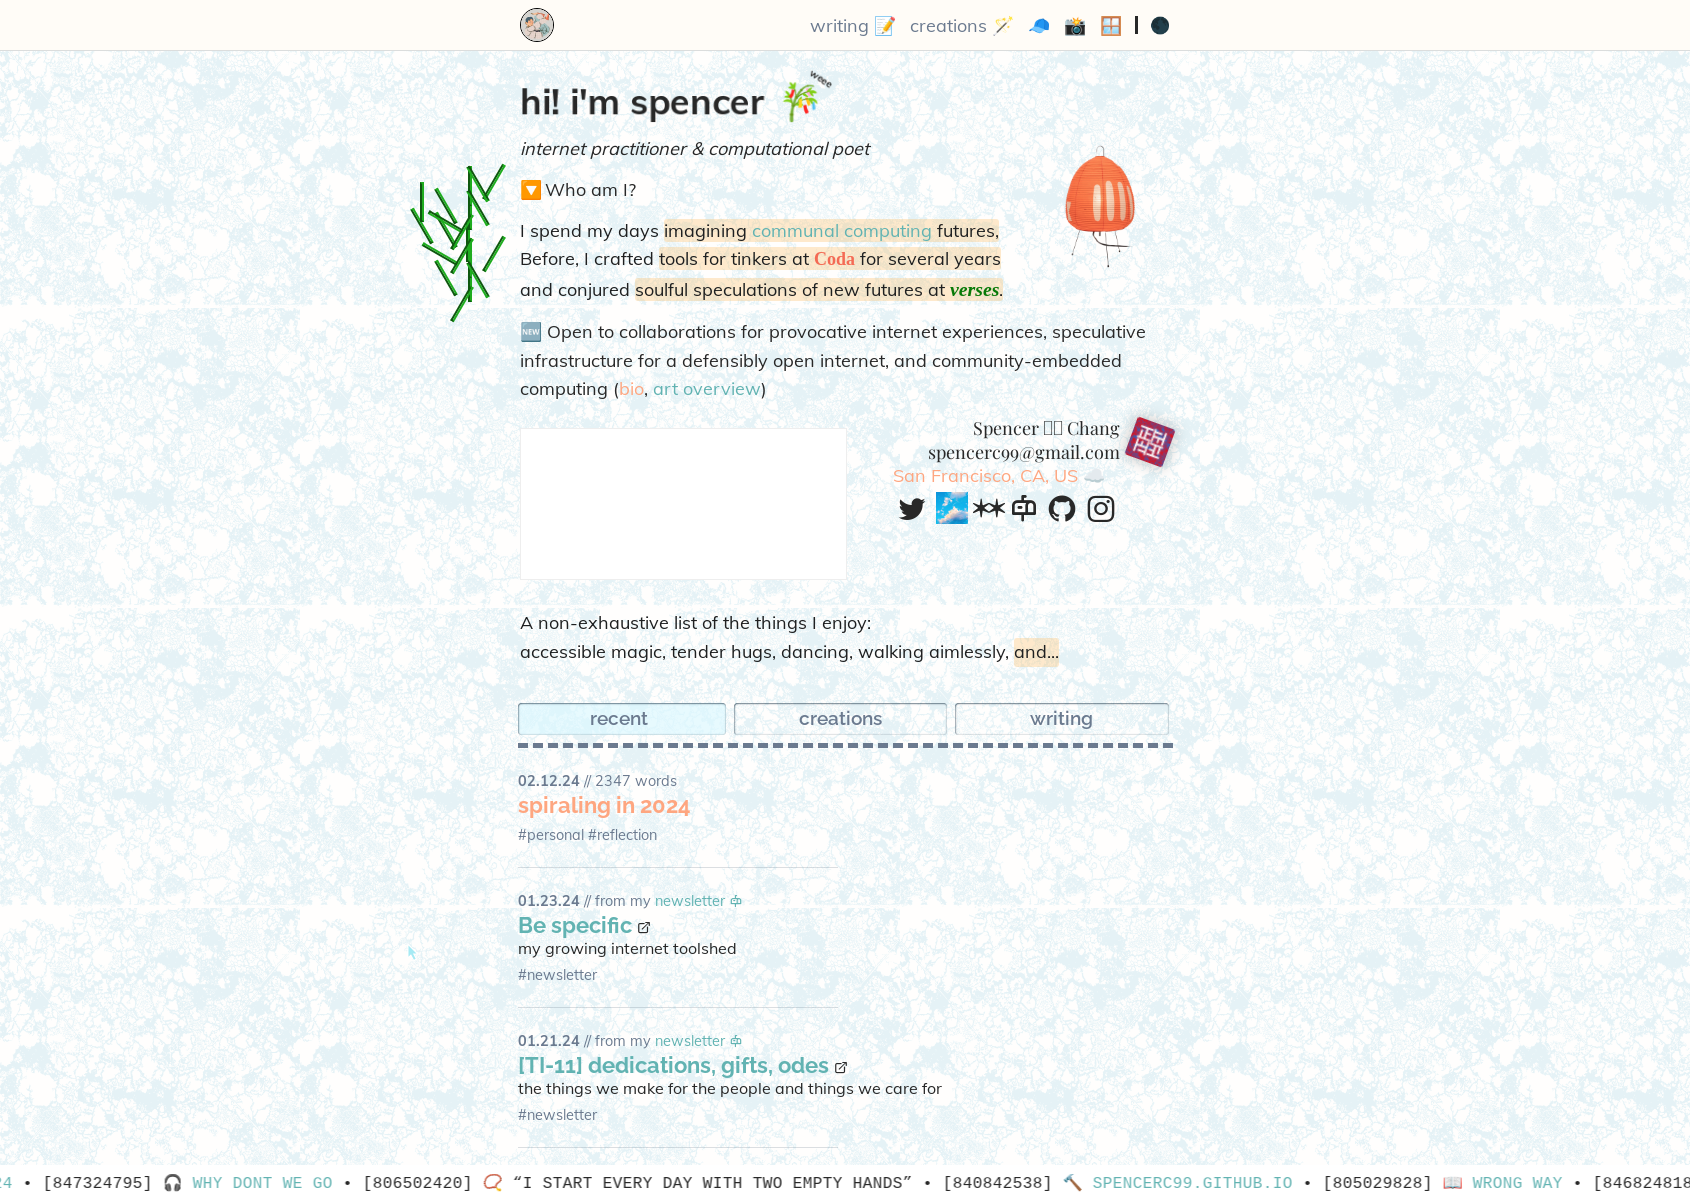 writing 📝 creations 🪄 🧢 📸 🪟 | 🌑
hi! i'm spencer
weee
internet practitioner & computational poet
🔽 Who am I?
I spend my days imagining communal computing futures,
Before, I crafted tools for tinkers at Coda for several years
and conjured soulful speculations of new futures at verses.
🆕 Open to collaborations for provocative internet experiences, speculative
infrastructure for a defensibly open internet, and community-embedded
computing (bio, art overview)
Spencer Chang
spencerc99@gmail.com
San Francisco, CA, US ☁️
A non-exhaustive list of the things I enjoy:
accessible magic, tender hugs, dancing, walking aimlessly, and...
recent
creations
writing
02.12.24 // 2347 words
spiraling in 2024
#personal #reflection
01.23.24 // from my newsletter
Be specific
my growing internet toolshed
#newsletter
01.21.24 // from my newsletter
[TI-11] dedications, gifts, odes
the things we make for the people and things we care for
#newsletter
24 • [847324795] 🎧 WHY DONT WE GO • [806502420] 📿 “I START EVERY DAY WITH TWO EMPTY HANDS” • [840842538] 🔨 SPENCERC99.GITHUB.IO • [805029828] 📖 WRONG WAY • [846824818